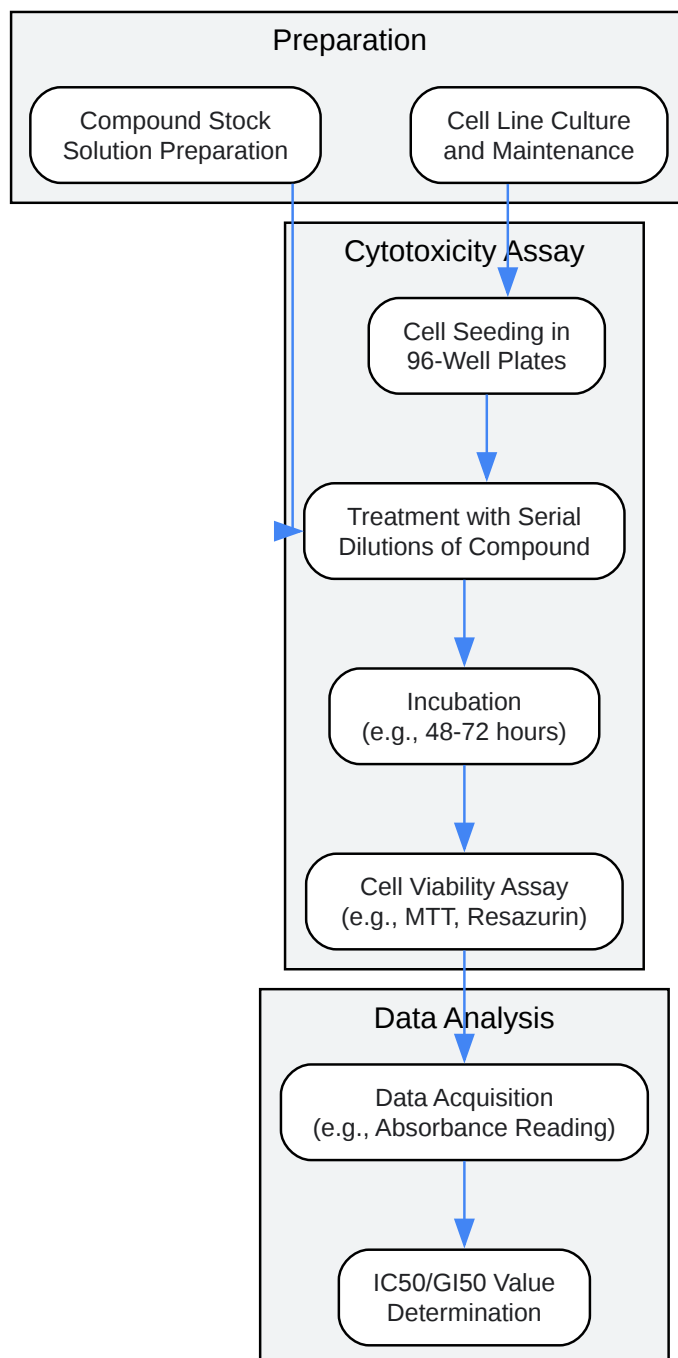 Preparation
Compound Stock
Solution Preparation
Cell Line Culture
and Maintenance
Cytotoxicity Assay
Cell Seeding in
96-Well Plates
Treatment with Serial
Dilutions of Compound
Incubation
(e.g., 48-72 hours)
Cell Viability Assay
(e.g., MTT, Resazurin)
Data Analysis
Data Acquisition
(e.g., Absorbance Reading)
IC50/GI50 Value
Determination